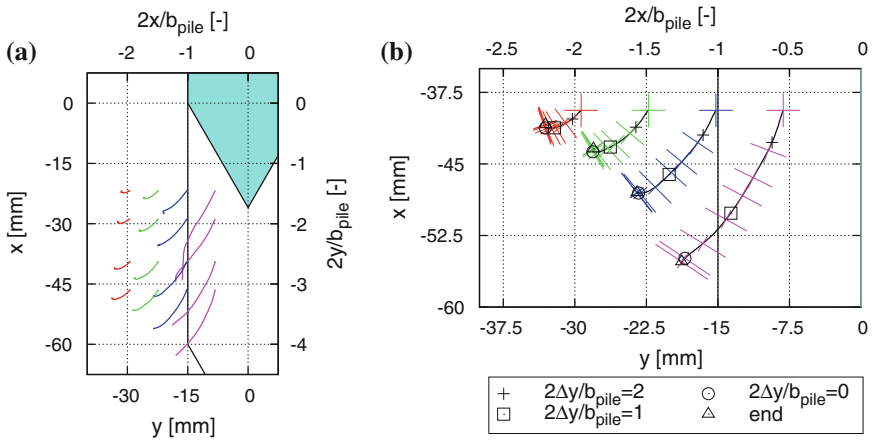 (a)
2x/b_pile [-]
-2 -1 0
0 -15 -30 -45 -60
x [mm]
0 -1 -2 -3 -4
2y/b_pile [-]
-30 -15 0
y [mm]
(b)
2x/b_pile [-]
-2.5 -2 -1.5 -1 -0.5 0
-37.5 -45 -52.5 -60
x [mm]
-37.5 -30 -22.5 -15 -7.5 0
y [mm]
2Δy/b_pile=2 2Δy/b_pile=0
2Δy/b_pile=1 end